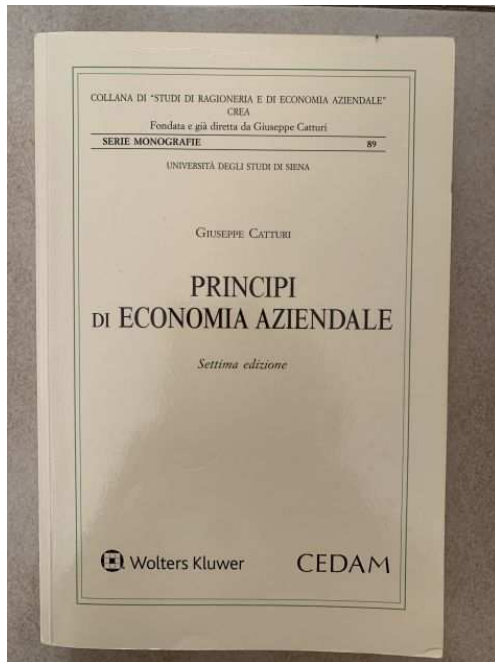 COLLANA DI "STUDI DI RAGIONERIA E DI ECONOMIA AZIENDALE"
CREA
Fondata e già diretta da Giuseppe Catturi
SERIE MONOGRAFIE 89
UNIVERSITÀ DEGLI STUDI DI SIENA
GIUSEPPE CATTURI
PRINCIPI
DI ECONOMIA AZIENDALE
Settima edizione
Wolters Kluwer CEDAM